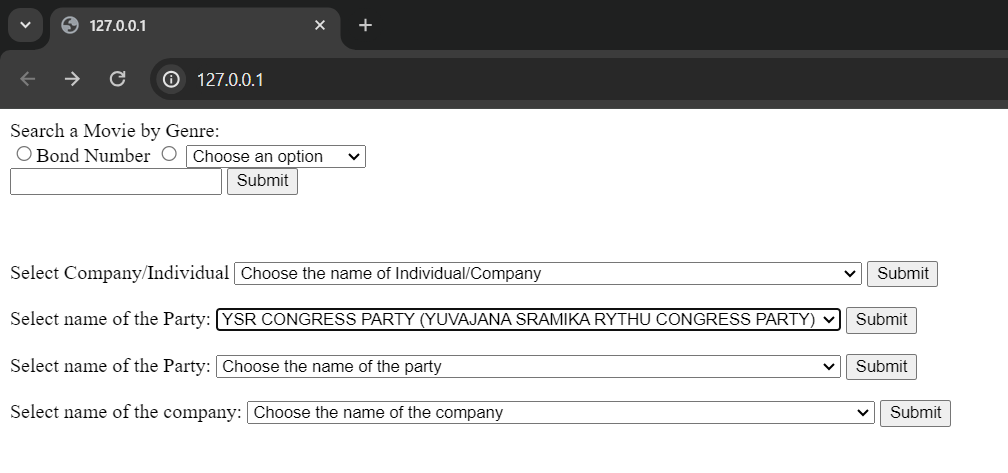 127.0.0.1
127.0.0.1
Search a Movie by Genre:
Bond Number Choose an option
Submit
Select Company/Individual Choose the name of Individual/Company Submit
Select name of the Party: YSR CONGRESS PARTY (YUVAJANA SRAMIKA RYTHU CONGRESS PARTY) Submit
Select name of the Party: Choose the name of the party Submit
Select name of the company: Choose the name of the company Submit